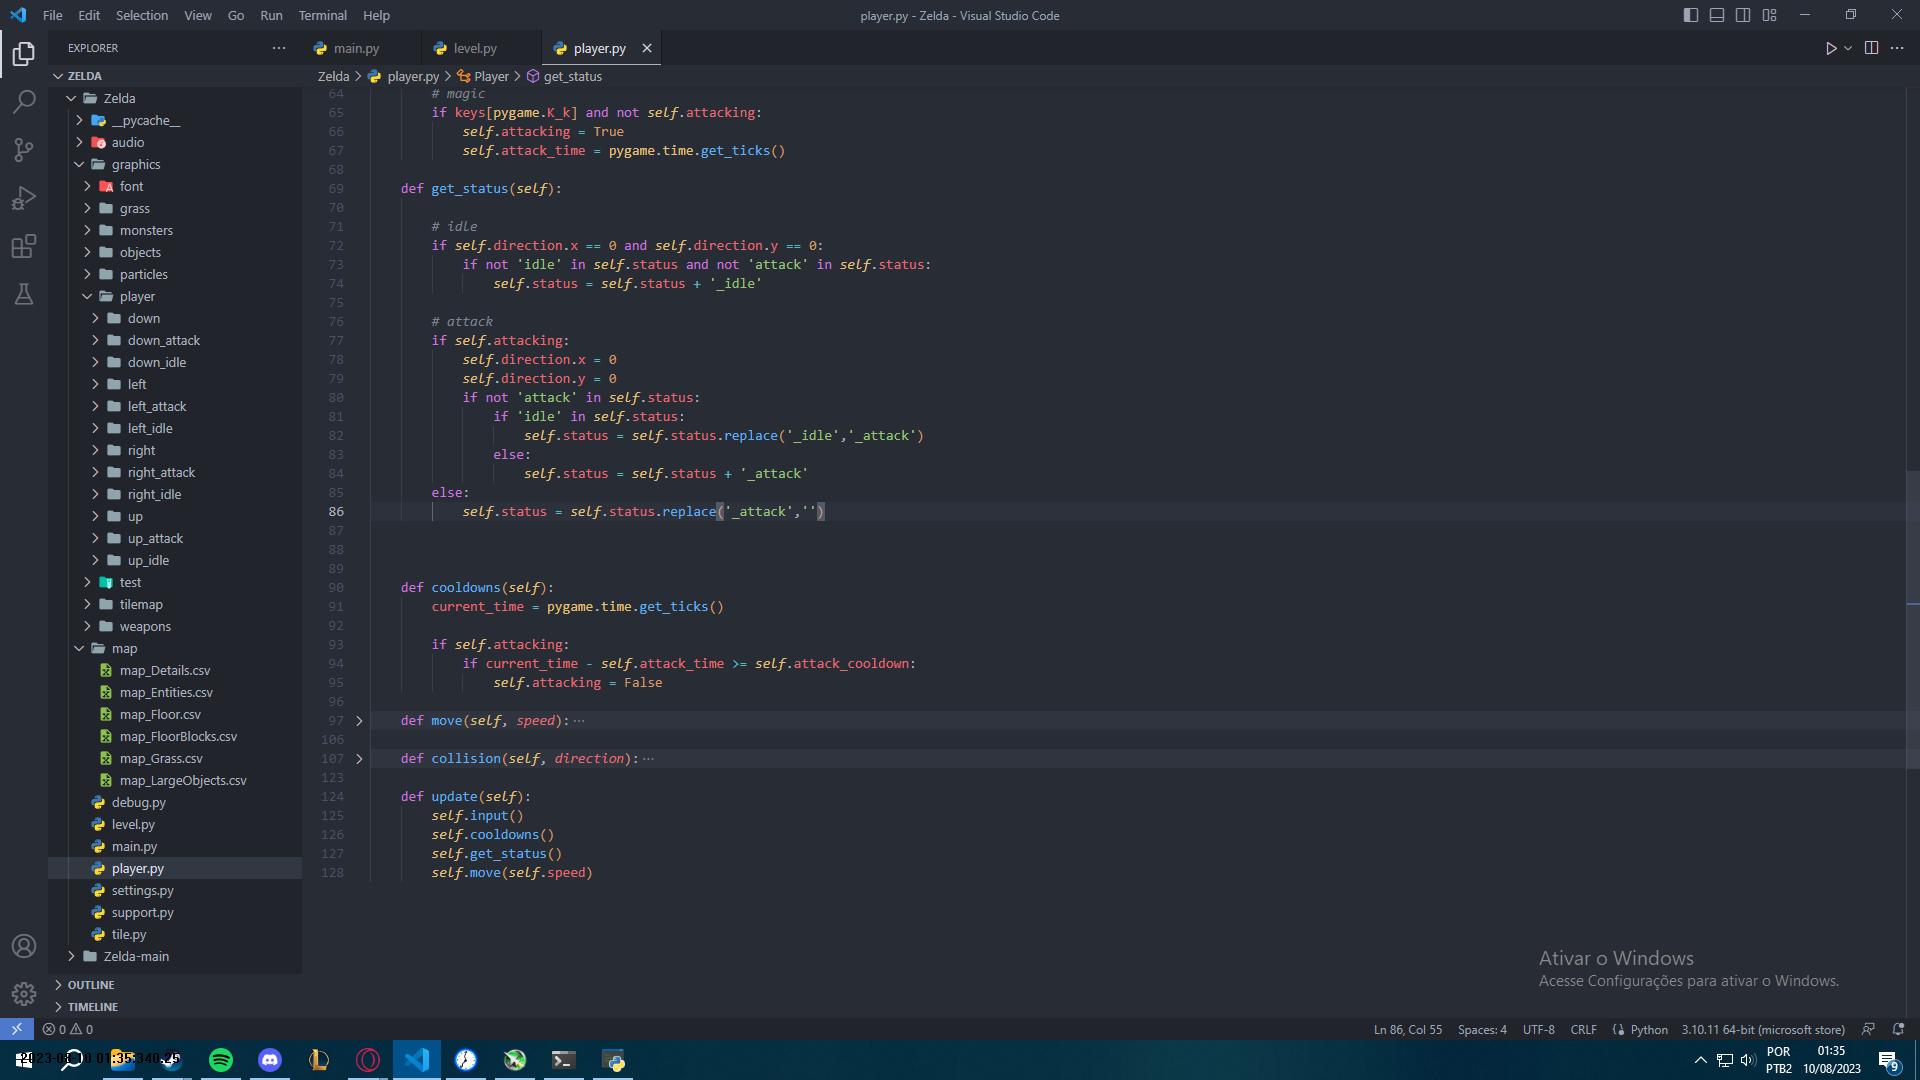 File Edit Selection View Go Run Terminal Help
player.py - Zelda - Visual Studio Code
EXPLORER
main.py
level.py
player.py
ZELDA
Zelda > player.py > Player > get_status
Zelda
__pycache__
audio
graphics
font
grass
monsters
objects
particles
player
down
down_attack
down_idle
left
left_attack
left_idle
right
right_attack
right_idle
up
up_attack
up_idle
test
tilemap
weapons
map
map_Details.csv
map_Entities.csv
map_Floor.csv
map_FloorBlocks.csv
map_Grass.csv
map_LargeObjects.csv
debug.py
level.py
main.py
player.py
settings.py
support.py
tile.py
Zelda-main
OUTLINE
TIMELINE
64 # magic
65 if keys[pygame.K_k] and not self.attacking:
66 self.attacking = True
67 self.attack_time = pygame.time.get_ticks()
68
69 def get_status(self):
70
71 # idle
72 if self.direction.x == 0 and self.direction.y == 0:
73 if not 'idle' in self.status and not 'attack' in self.status:
74 self.status = self.status + '_idle'
75
76 # attack
77 if self.attacking:
78 self.direction.x = 0
79 self.direction.y = 0
80 if not 'attack' in self.status:
81 if 'idle' in self.status:
82 self.status = self.status.replace('_idle','_attack')
83 else:
84 self.status = self.status + '_attack'
85 else:
86 self.status = self.status.replace('_attack','')
87
88
89
90 def cooldowns(self):
91 current_time = pygame.time.get_ticks()
92
93 if self.attacking:
94 if current_time - self.attack_time >= self.attack_cooldown:
95 self.attacking = False
96
97 def move(self, speed): ···
106
107 def collision(self, direction): ···
123
124 def update(self):
125 self.input()
126 self.cooldowns()
127 self.get_status()
128 self.move(self.speed)
Ativar o Windows
Acesse Configurações para ativar o Windows.
0 0
Ln 86, Col 55 Spaces: 4 UTF-8 CRLF Python 3.10.11 64-bit (microsoft store)
POR
PTB2
01:35
10/08/2023
9